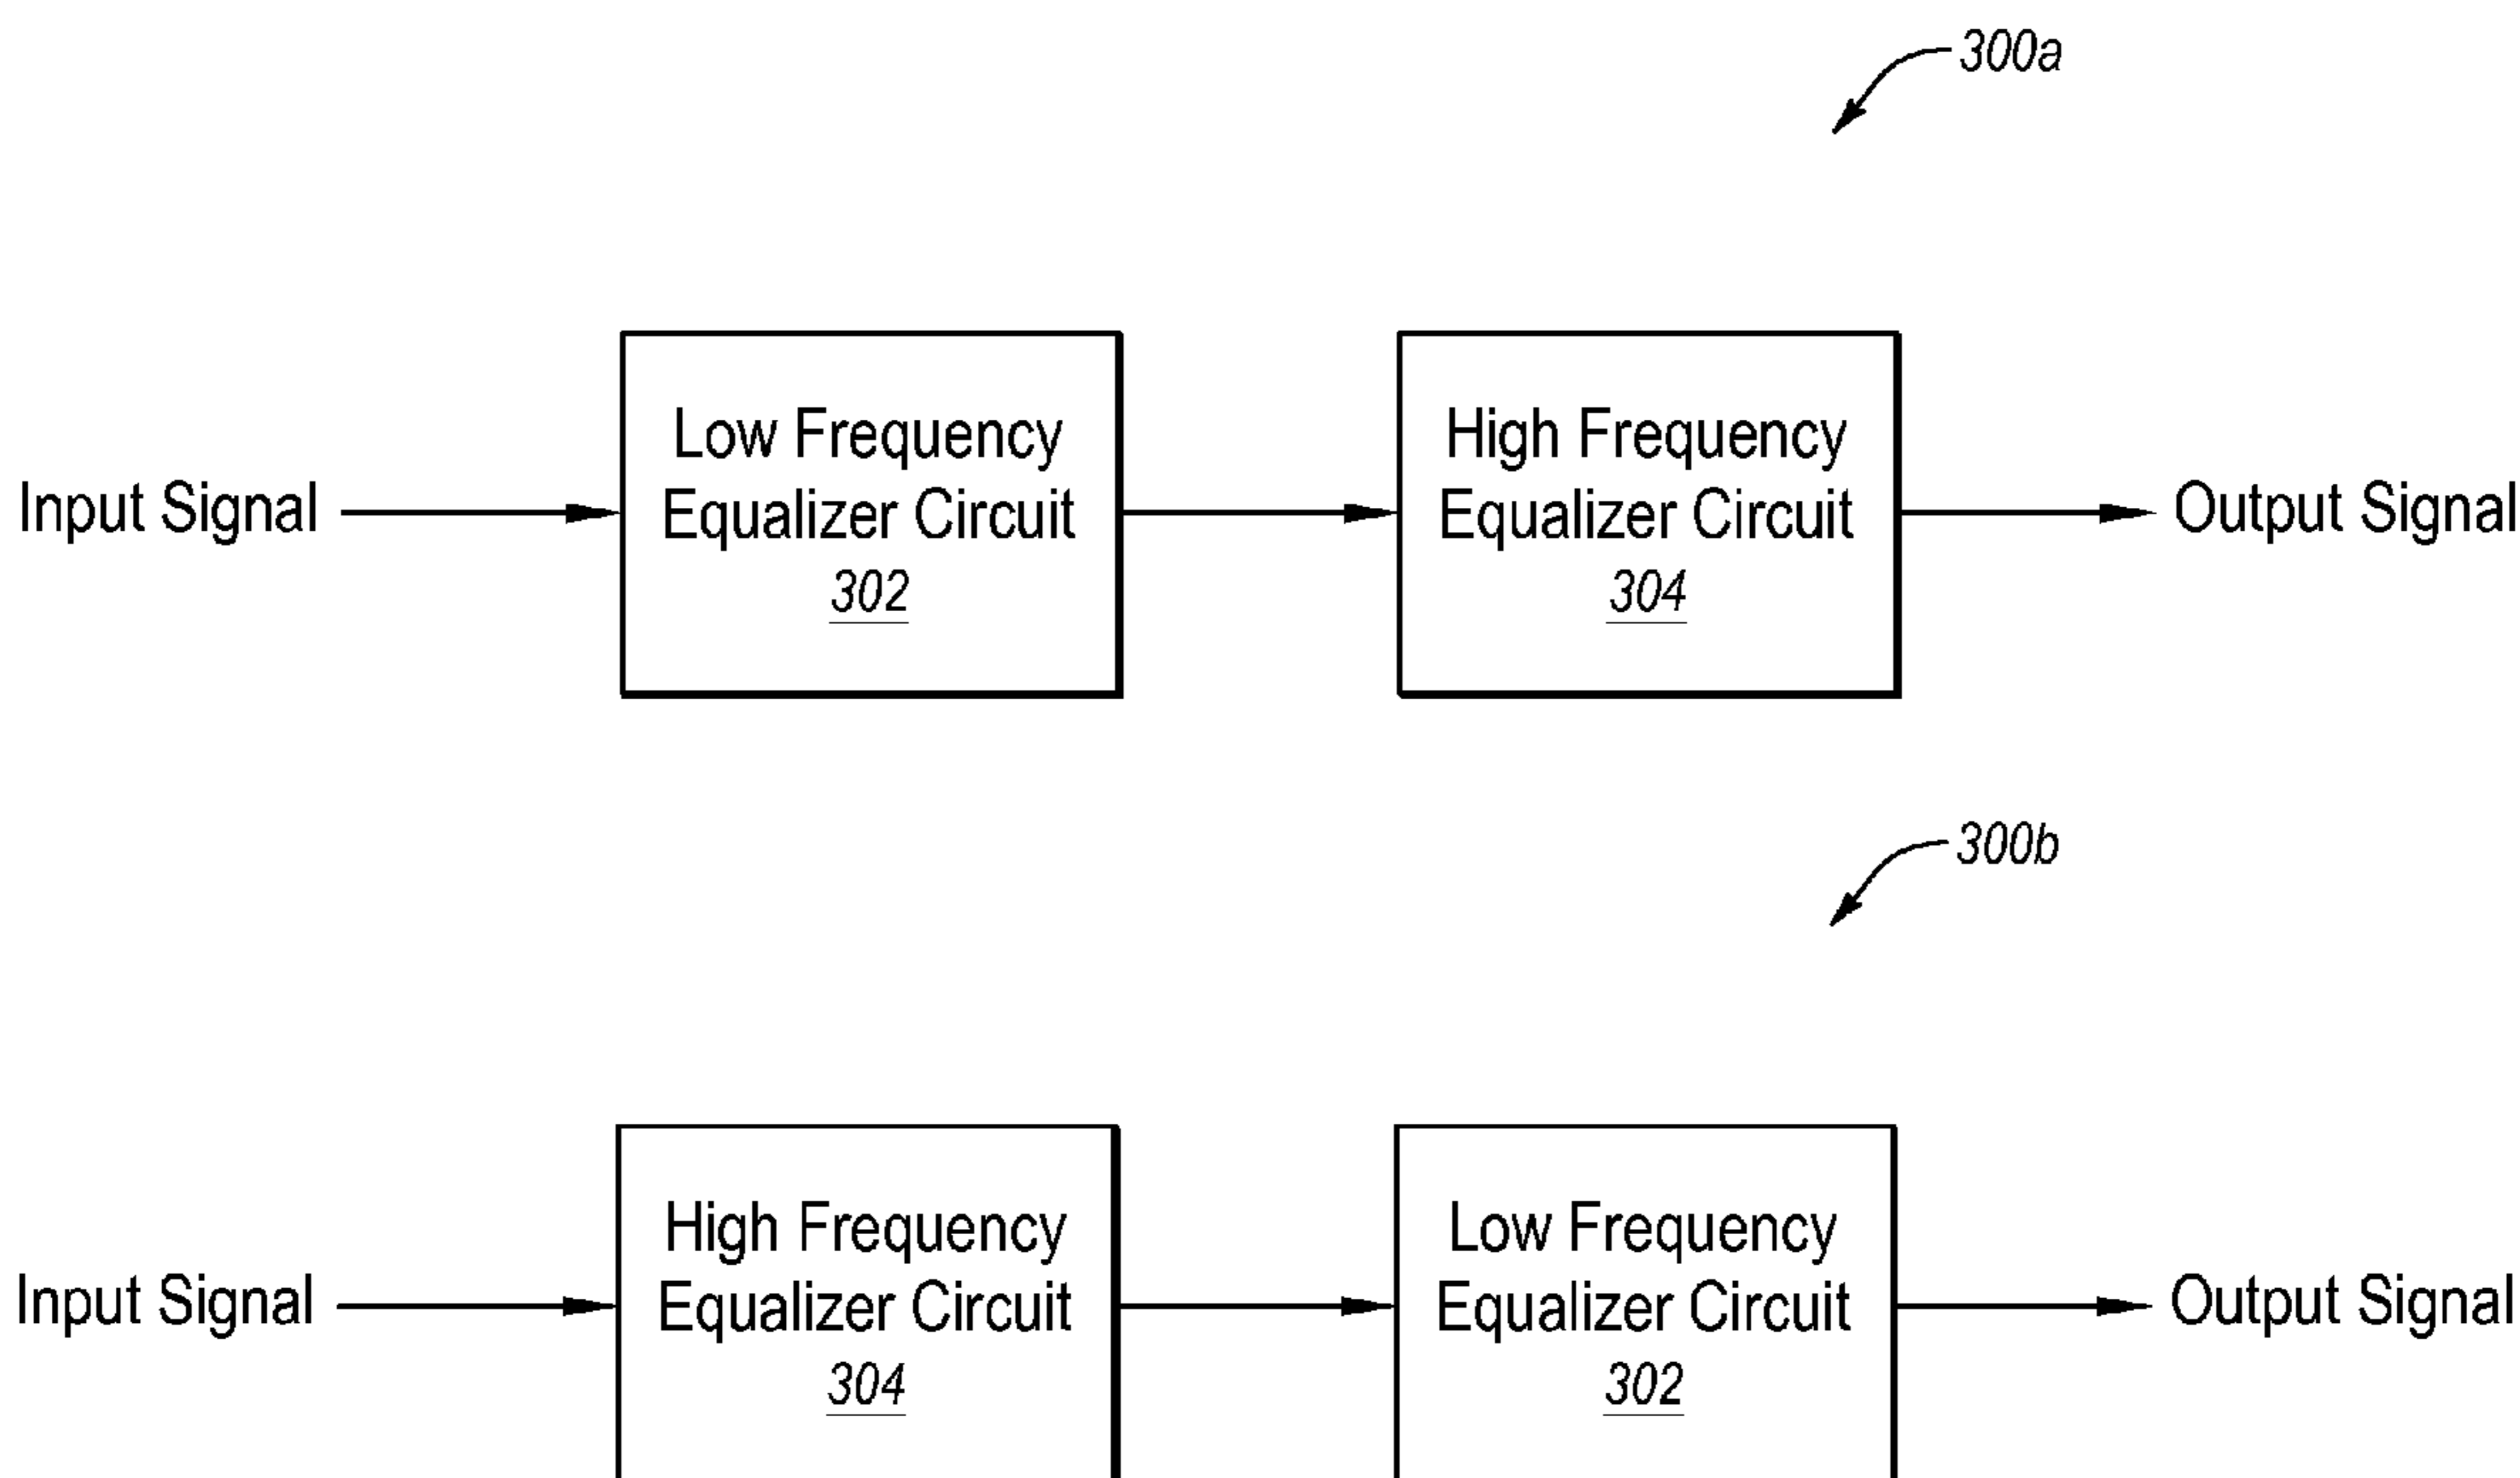 300a
Low Frequency
Equalizer Circuit
302
High Frequency
Equalizer Circuit
304
Input Signal
Output Signal
300b
High Frequency
Equalizer Circuit
304
Low Frequency
Equalizer Circuit
302
Input Signal
Output Signal